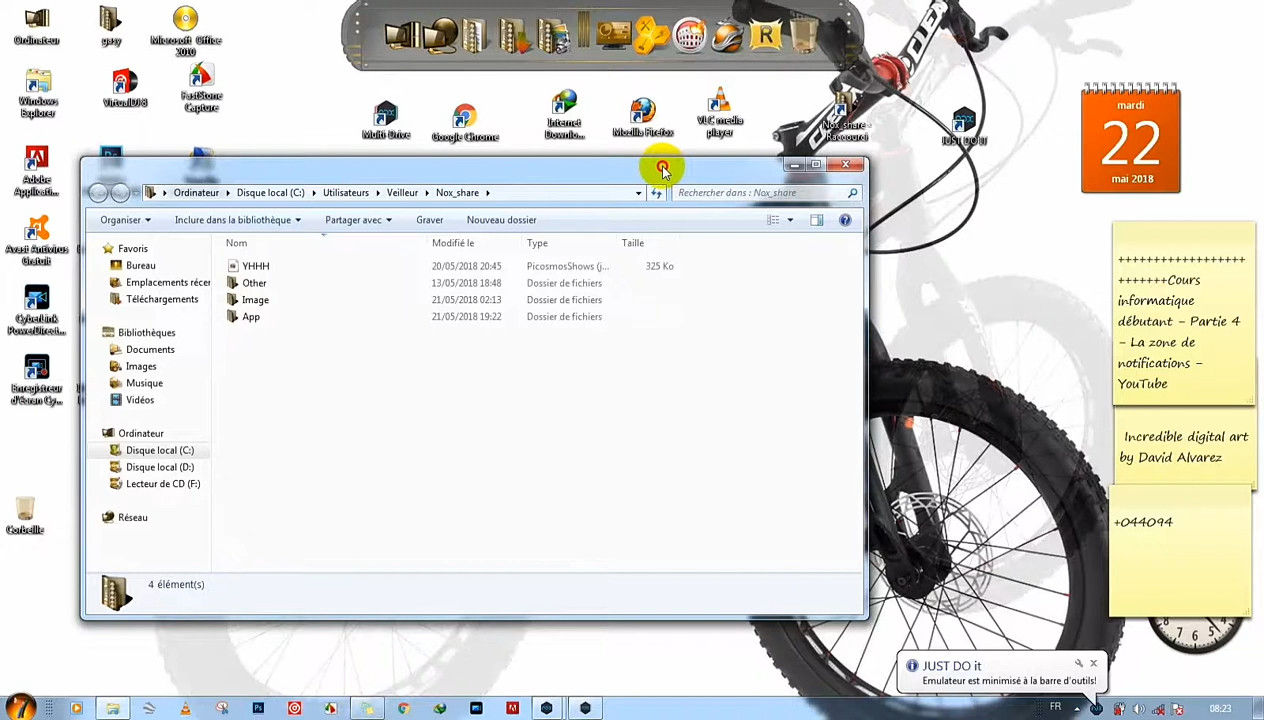 Ordinateur
gasy
Microsoft Office
2010
Windows
Explorer
VirtualDJ 8
FastStone
Capture
Multi Drive
Google Chrome
Internet
Downlo...
Mozilla Firefox
VLC media
player
Nox_share -
Raccourci
JUST DO IT
mardi
22
mai 2018
Adobe
Applicati...
Avast Antivirus
Gratuit
CyberLink
PowerDirect...
Enregistreur
d'Écran Cy...
Corbeille
Ordinateur
Disque local (C:)
Utilisateurs
Veilleur
Nox_share
Rechercher dans : Nox_share
Organiser
Inclure dans la bibliothèque
Partager avec
Graver
Nouveau dossier
Nom
Modifié le
Type
Taille
YHHH
20/05/2018 20:45
PicosmosShows (j...
325 Ko
Other
13/05/2018 18:48
Dossier de fichiers
Image
21/05/2018 02:13
Dossier de fichiers
App
21/05/2018 19:22
Dossier de fichiers
Favoris
Bureau
Emplacements récen
Téléchargements
Bibliothèques
Documents
Images
Musique
Vidéos
Ordinateur
Disque local (C:)
Disque local (D:)
Lecteur de CD (F:)
Réseau
4 élément(s)
++++++++++++++++++
+++++++Cours
informatique
débutant - Partie 4
- La zone de
notifications -
YouTube
Incredible digital art
by David Alvarez
+044094
7 6 5
JUST DO it
Emulateur est minimisé à la barre d'outils!
FR
08:23